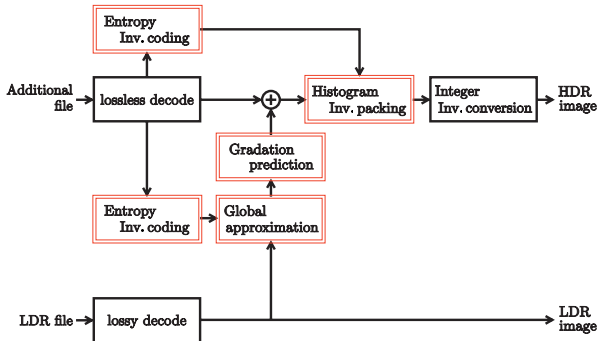 Entropy
Inv. coding
Additional
file
lossless decode
Histogram
Inv. packing
Integer
Inv. conversion
HDR
image
Gradation
prediction
Entropy
Inv. coding
Global
approximation
LDR file
lossy decode
LDR
image